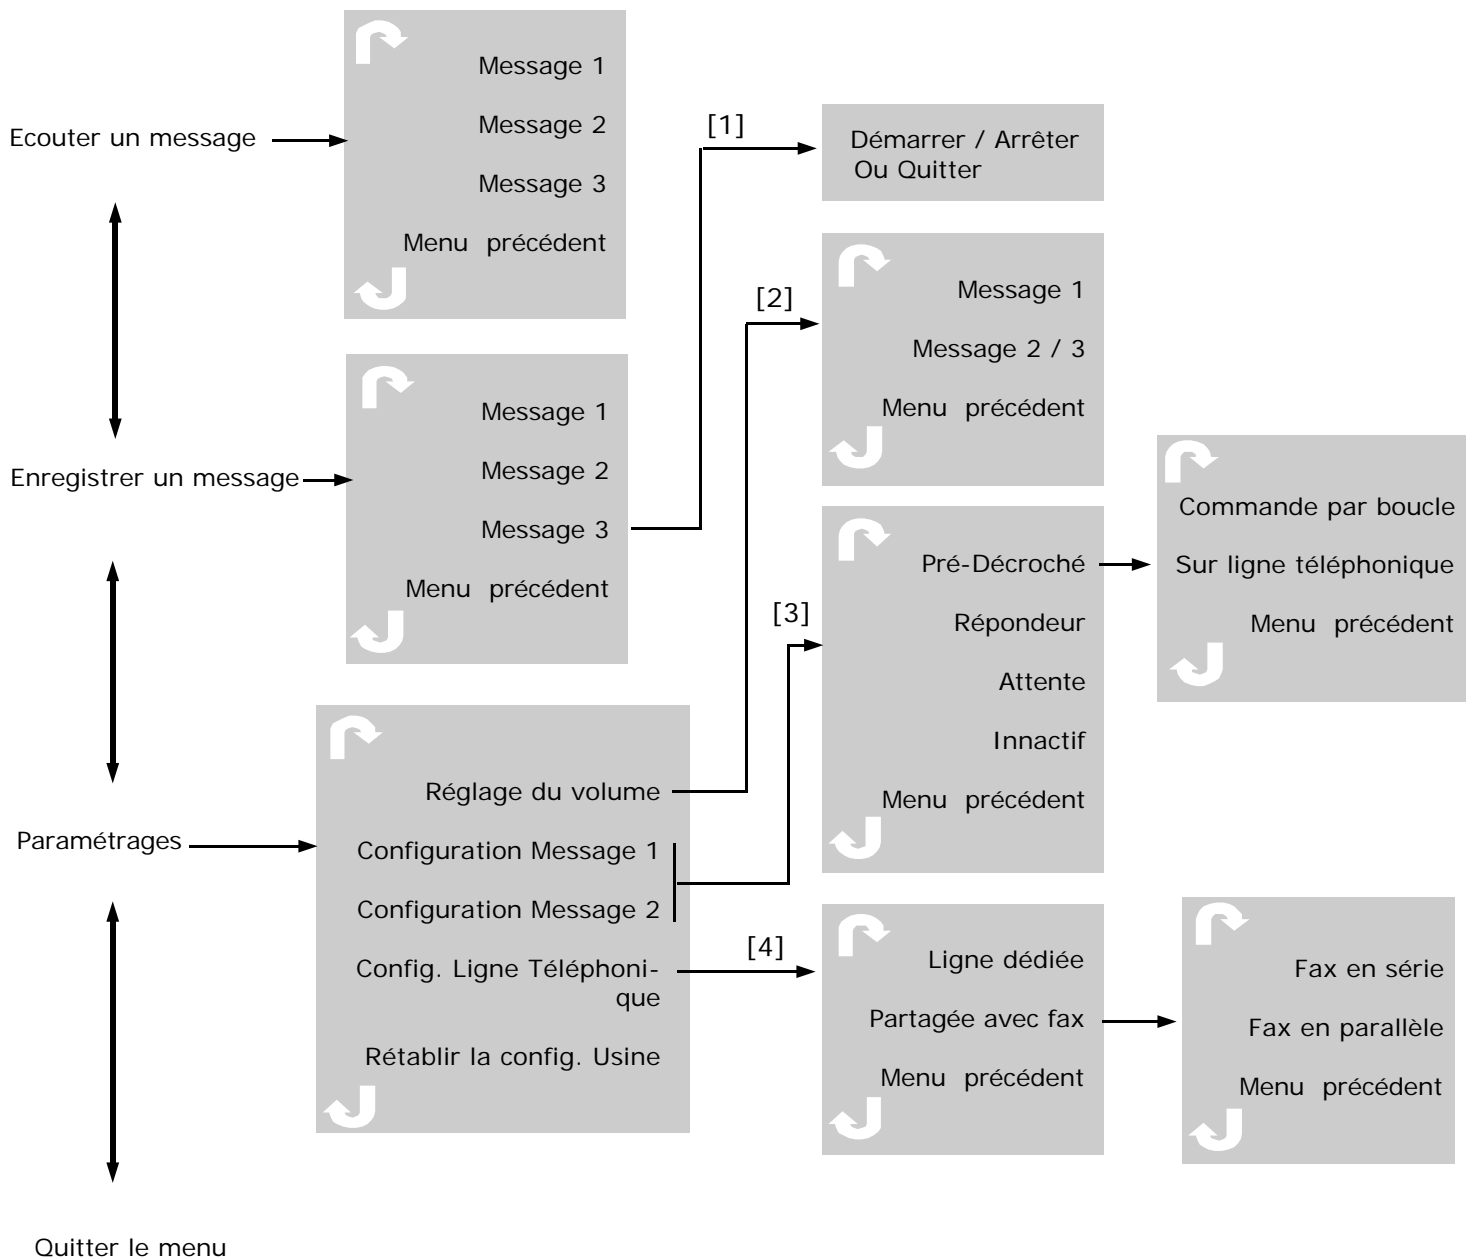 Ecouter un message
Message 1
Message 2
Message 3
Menu précédent
Enregistrer un message
Message 1
Message 2
Message 3
Menu précédent
[1]
Démarrer / Arrêter
Ou Quitter
Paramétrages
Réglage du volume
Configuration Message 1
Configuration Message 2
Config. Ligne Téléphoni-
que
Rétablir la config. Usine
[2]
Message 1
Message 2 / 3
Menu précédent
[3]
Pré-Décroché
Répondeur
Attente
Innactif
Menu précédent
Commande par boucle
Sur ligne téléphonique
Menu précédent
[4]
Ligne dédiée
Partagée avec fax
Menu précédent
Fax en série
Fax en parallèle
Menu précédent
Quitter le menu